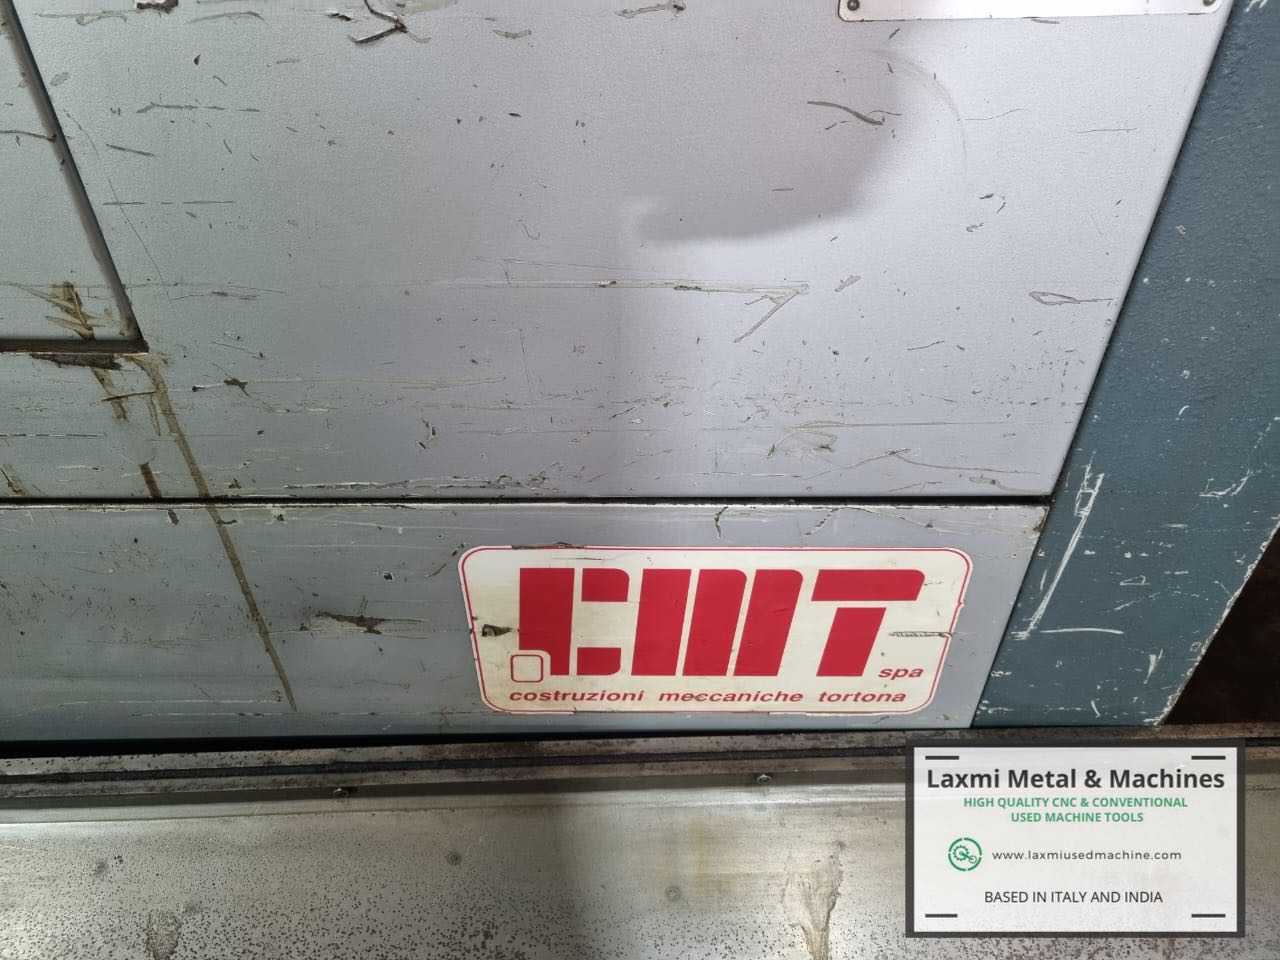 CMT
spa
costruzioni meccaniche tortona
Laxmi Metal & Machines
HIGH QUALITY CNC & CONVENTIONAL
USED MACHINE TOOLS
www.laxmiusedmachine.com
BASED IN ITALY AND INDIA